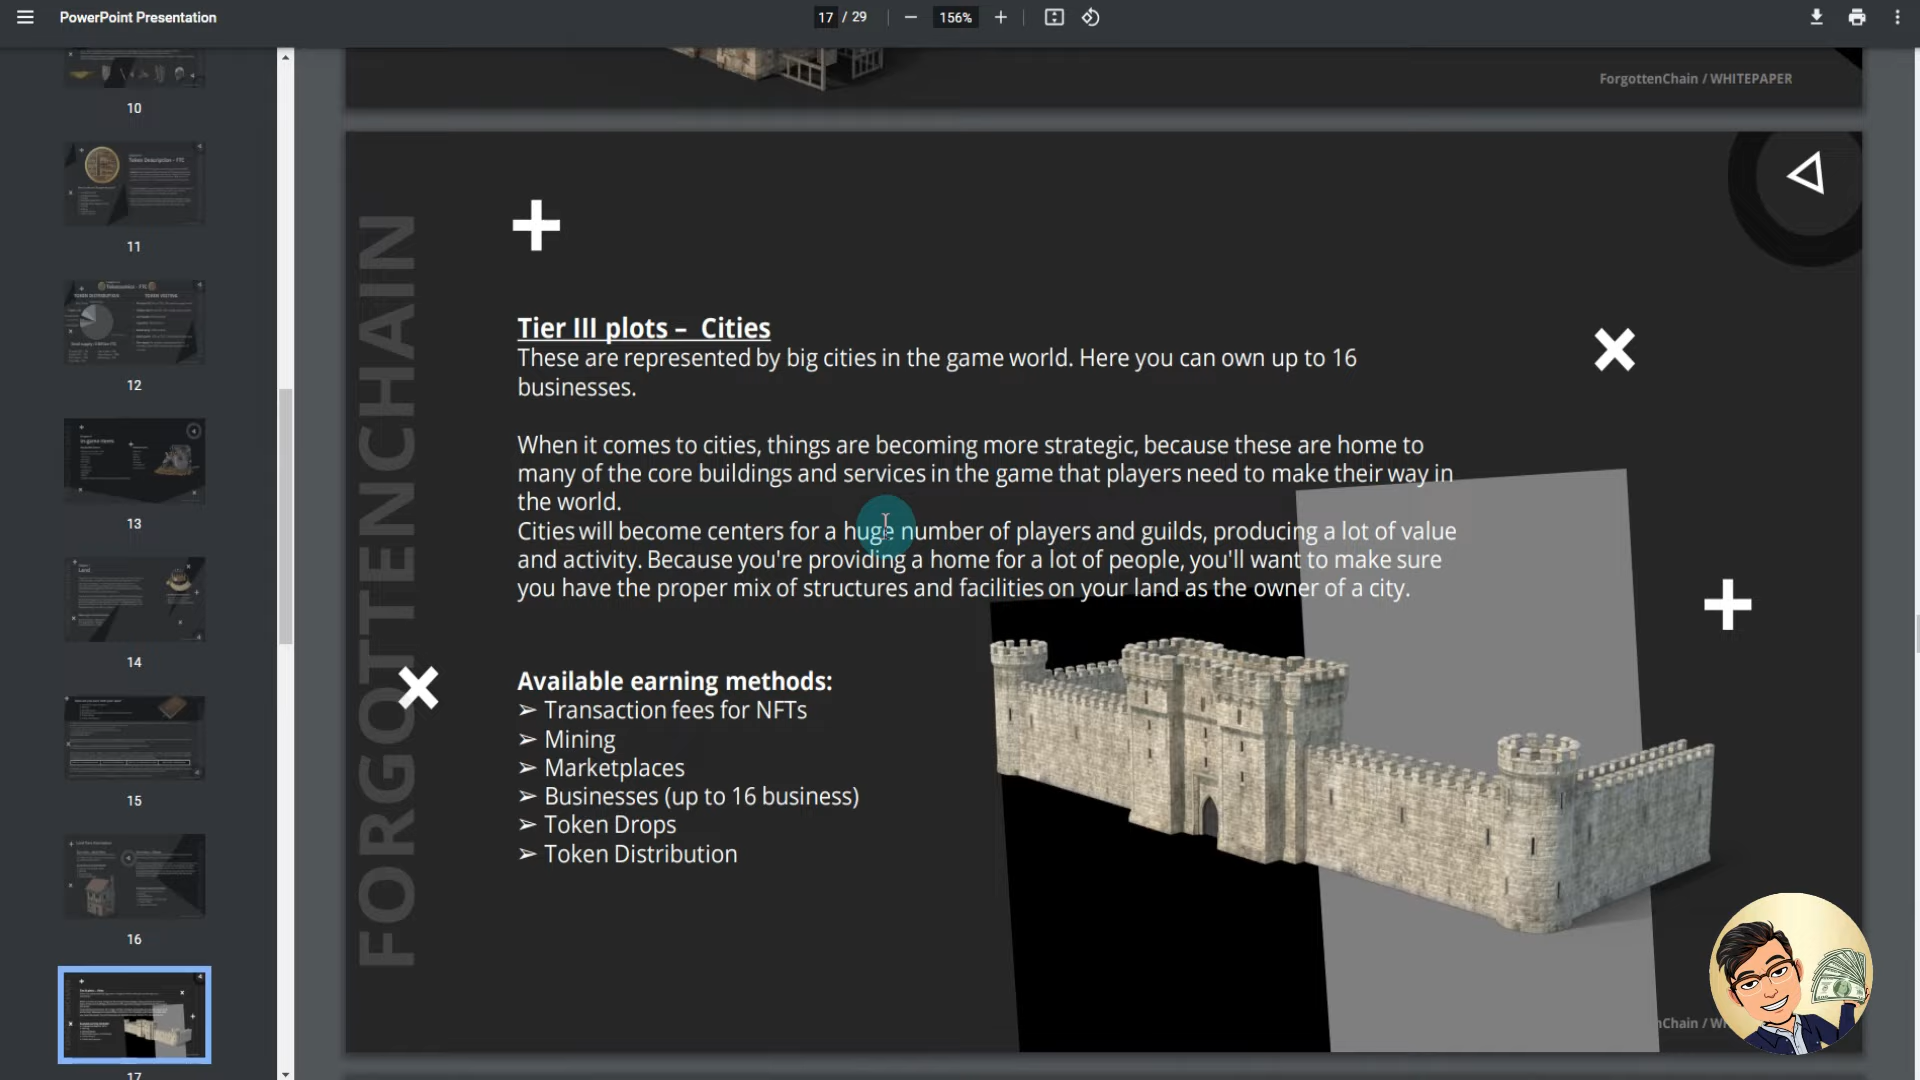 PowerPoint Presentation
17 / 29
156%
10
11
12
13
14
15
16
17
ForgottenChain / WHITEPAPER
FORGOTTENCHAIN
Tier III plots – Cities
These are represented by big cities in the game world. Here you can own up to 16
businesses.
When it comes to cities, things are becoming more strategic, because these are home to
many of the core buildings and services in the game that players need to make their way in
the world.
Cities will become centers for a huge number of players and guilds, producing a lot of value
and activity. Because you're providing a home for a lot of people, you'll want to make sure
you have the proper mix of structures and facilities on your land as the owner of a city.
Available earning methods:
➢ Transaction fees for NFTs
➢ Mining
➢ Marketplaces
➢ Businesses (up to 16 business)
➢ Token Drops
➢ Token Distribution